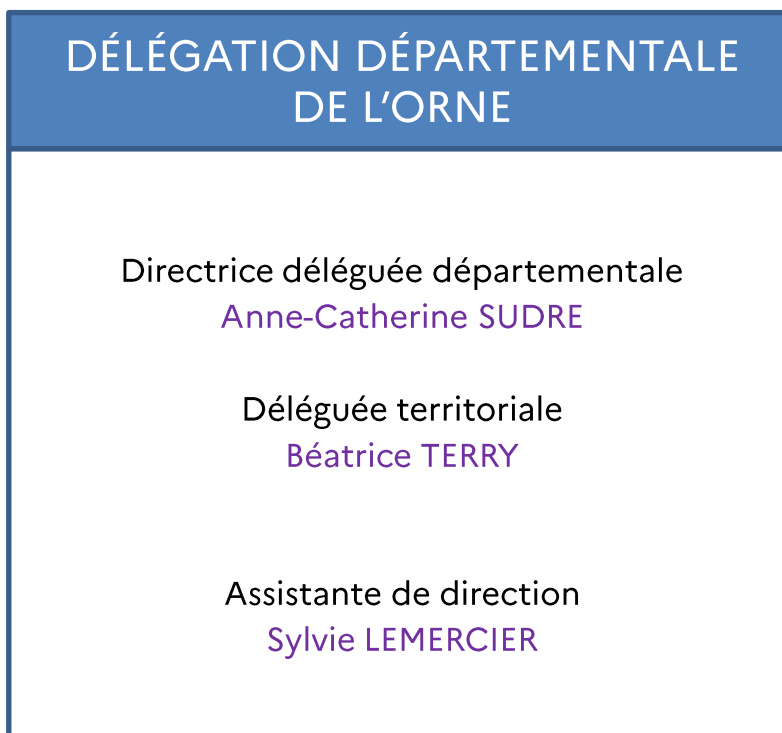 DÉLÉGATION DÉPARTEMENTALE
DE L’ORNE
Directrice déléguée départementale
Anne-Catherine SUDRE
Déléguée territoriale
Béatrice TERRY
Assistante de direction
Sylvie LEMERCIER